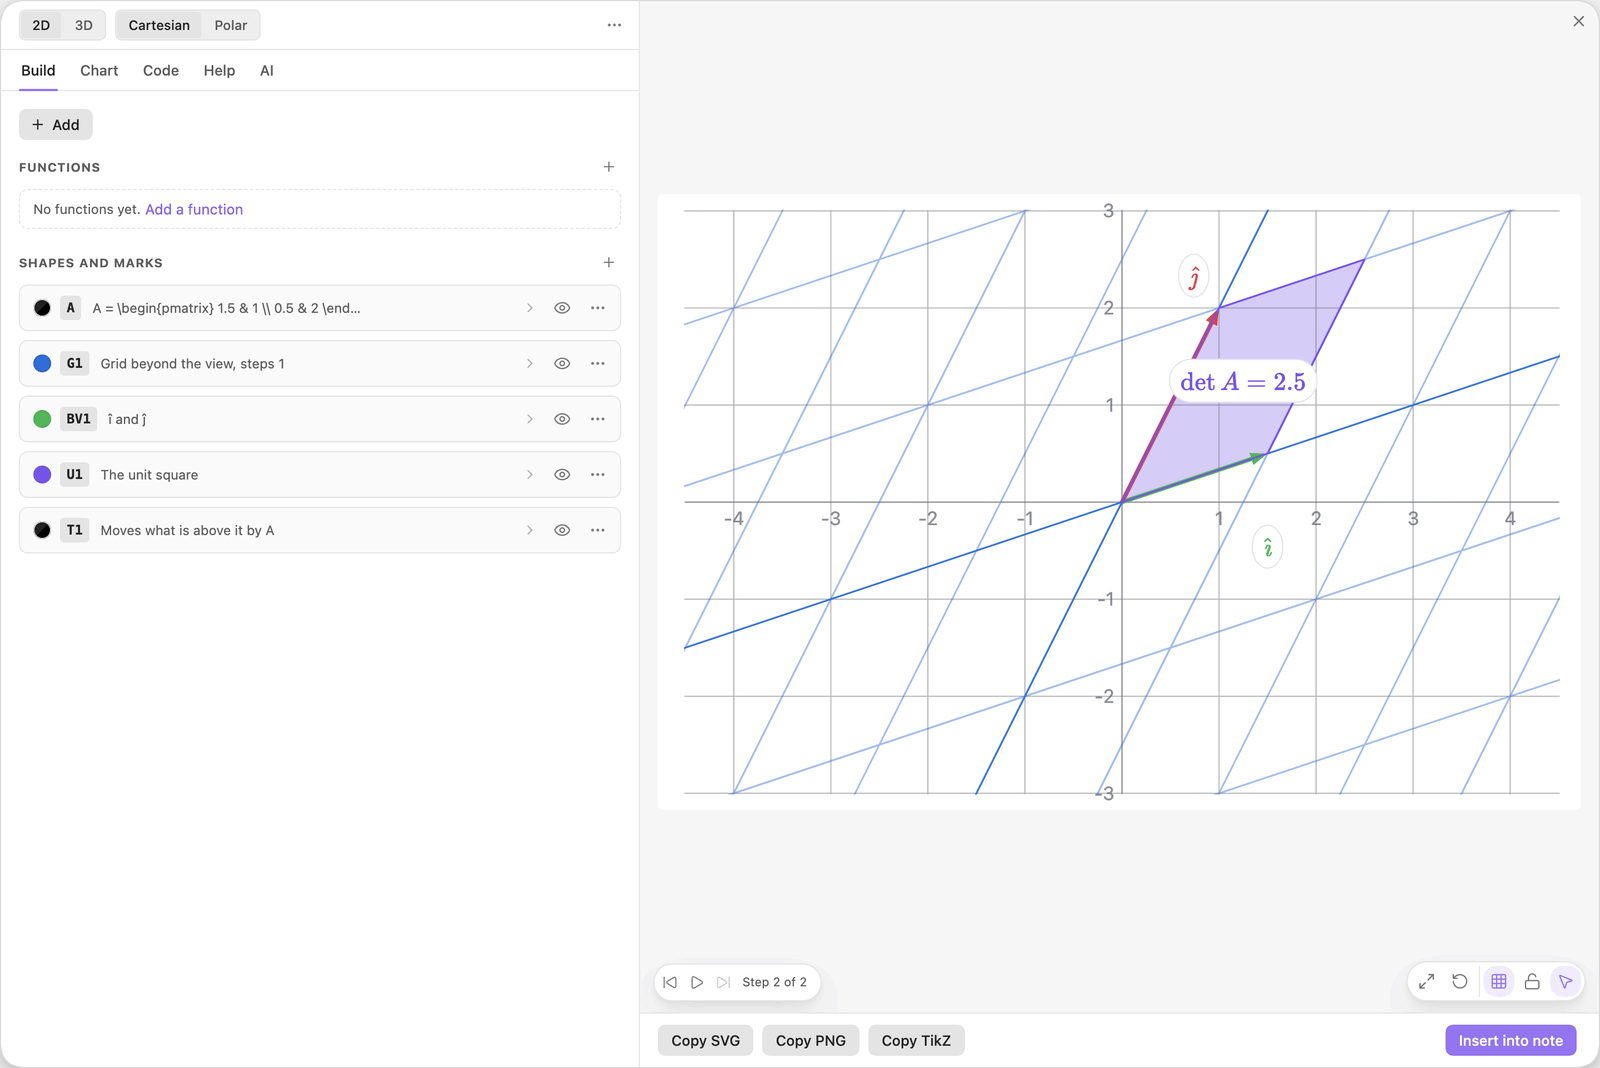 2D 3D Cartesian Polar
Build Chart Code Help AI
+ Add
FUNCTIONS
No functions yet. Add a function
SHAPES AND MARKS
A A = \begin{pmatrix} 1.5 & 1 \\ 0.5 & 2 \end...
G1 Grid beyond the view, steps 1
BV1 î and ĵ
U1 The unit square
T1 Moves what is above it by A
3
ĵ
2
det A = 2.5
1
-4 -3 -2 -1 1 2 3 4
î
-1
-2
-3
Step 2 of 2
Copy SVG Copy PNG Copy TikZ Insert into note